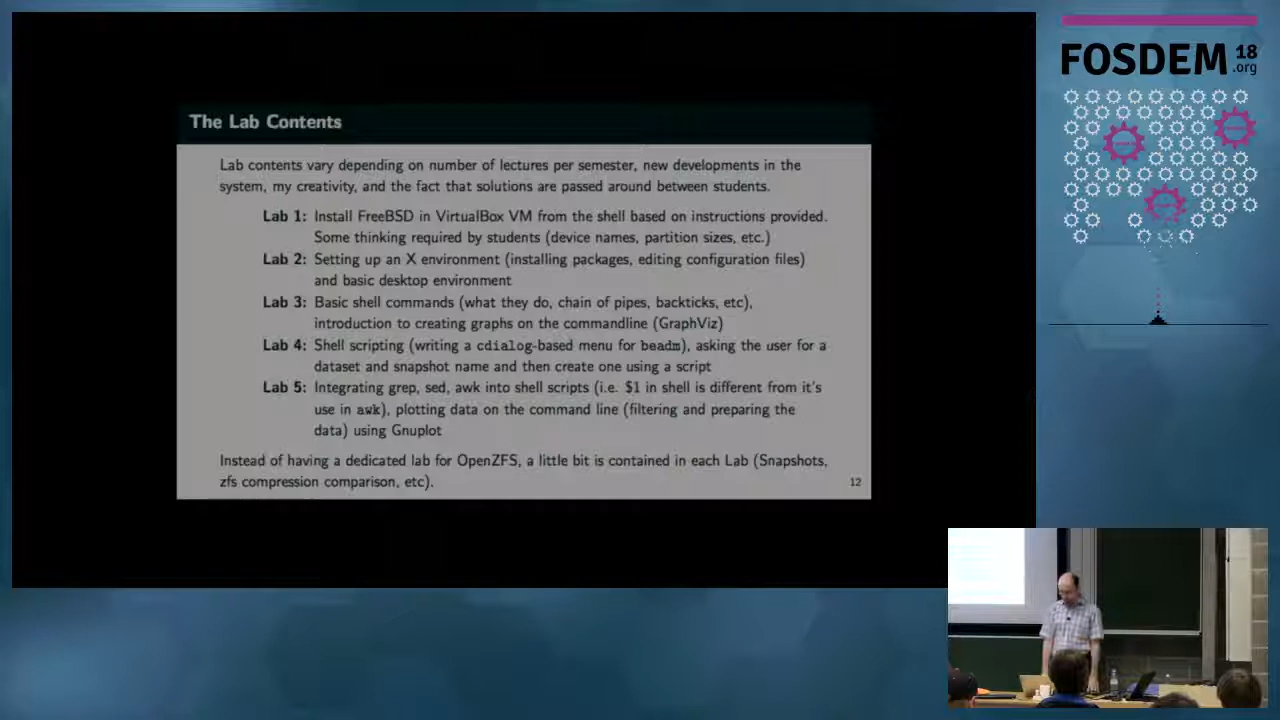 The Lab Contents
Lab contents vary depending on number of lectures per semester, new developments in the
system, my creativity, and the fact that solutions are passed around between students.
Lab 1: Install FreeBSD in VirtualBox VM from the shell based on instructions provided.
Some thinking required by students (device names, partition sizes, etc.)
Lab 2: Setting up an X environment (installing packages, editing configuration files)
and basic desktop environment
Lab 3: Basic shell commands (what they do, chain of pipes, backticks, etc),
introduction to creating graphs on the commandline (GraphViz)
Lab 4: Shell scripting (writing a cdialog-based menu for beadm), asking the user for a
dataset and snapshot name and then create one using a script
Lab 5: Integrating grep, sed, awk into shell scripts (i.e. $1 in shell is different from it's
use in awk), plotting data on the command line (filtering and preparing the
data) using Gnuplot
Instead of having a dedicated lab for OpenZFS, a little bit is contained in each Lab (Snapshots,
zfs compression comparison, etc).
12
FOSDEM 18
.org